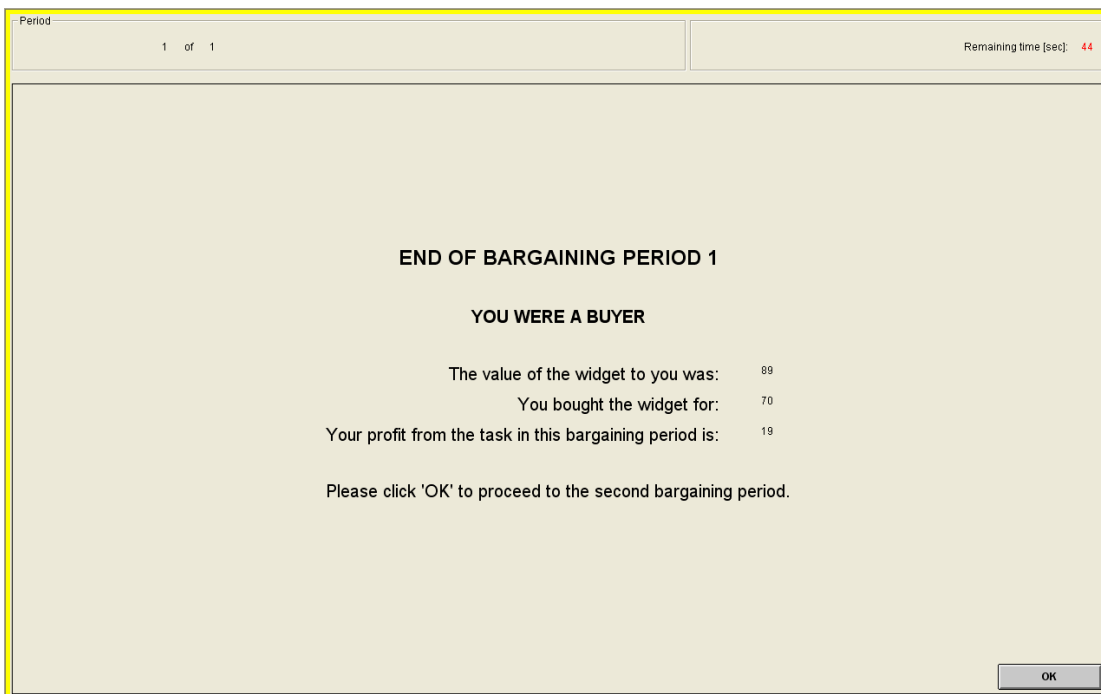 Period
1 of 1
Remaining time [sec]: 44
END OF BARGAINING PERIOD 1
YOU WERE A BUYER
The value of the widget to you was: 89
You bought the widget for: 70
Your profit from the task in this bargaining period is: 19
Please click 'OK' to proceed to the second bargaining period.
OK